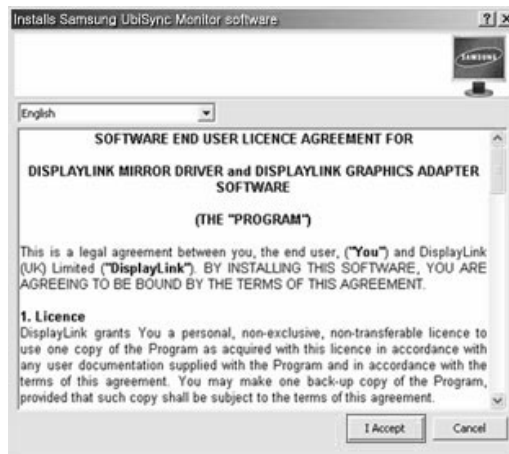 Installs Samsung UbiSync Monitor software
SAMSUNG
English
SOFTWARE END USER LICENCE AGREEMENT FOR
DISPLAYLINK MIRROR DRIVER and DISPLAYLINK GRAPHICS ADAPTER
SOFTWARE
(THE "PROGRAM")
This is a legal agreement between you, the end user, ("You") and DisplayLink
(UK) Limited ("DisplayLink"). BY INSTALLING THIS SOFTWARE, YOU ARE
AGREEING TO BE BOUND BY THE TERMS OF THIS AGREEMENT.
1. Licence
DisplayLink grants You a personal, non-exclusive, non-transferable licence to
use one copy of the Program as acquired with this licence in accordance with
any user documentation supplied with the Program and in accordance with the
terms of this agreement. You may make one back-up copy of the Program,
provided that such copy shall be subject to the terms of this agreement.
I Accept
Cancel